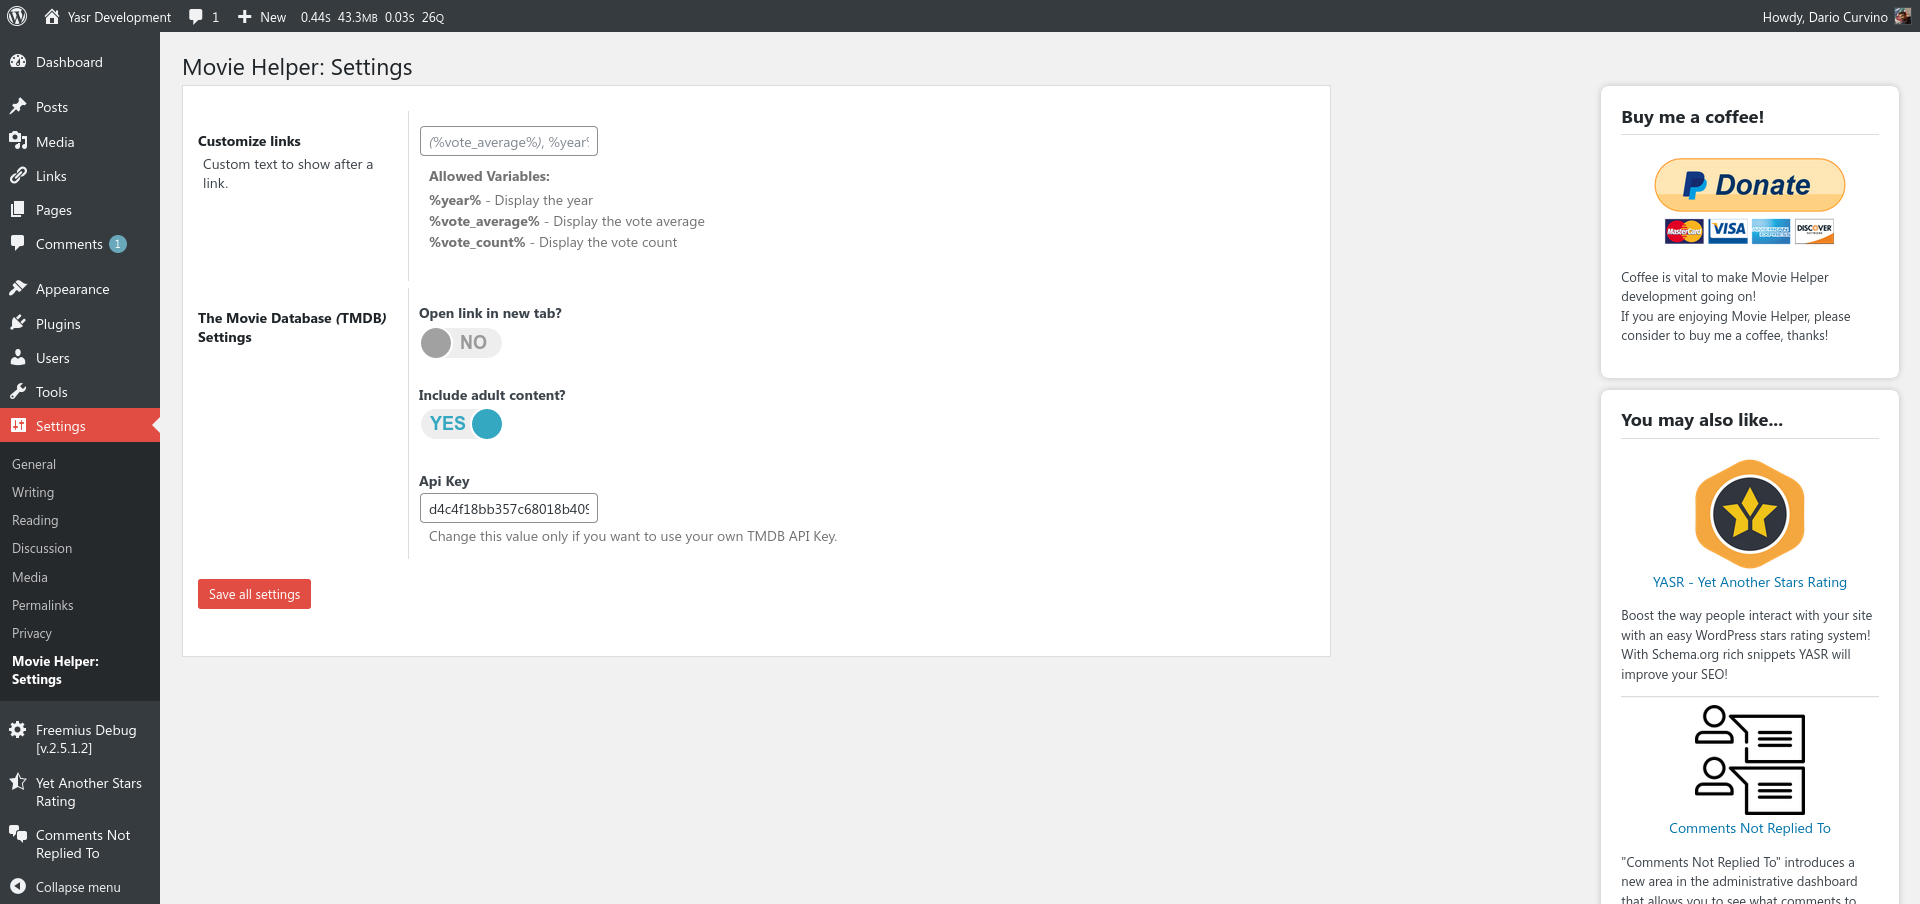 Yasr Development 1 New 0.44s 43.3MB 0.03s 26Q
Howdy, Dario Curvino
Dashboard
Posts
Media
Links
Pages
Comments 1
Appearance
Plugins
Users
Tools
Settings
General
Writing
Reading
Discussion
Media
Permalinks
Privacy
Movie Helper:
Settings
Freemius Debug
[v.2.5.1.2]
Yet Another Stars
Rating
Comments Not
Replied To
Collapse menu
Movie Helper: Settings
Customize links
Custom text to show after a
link.
(%vote_average%), %year%
Allowed Variables:
%year% - Display the year
%vote_average% - Display the vote average
%vote_count% - Display the vote count
The Movie Database (TMDB)
Settings
Open link in new tab?
NO
Include adult content?
YES
Api Key
d4c4f18bb357c68018b409
Change this value only if you want to use your own TMDB API Key.
Save all settings
Buy me a coffee!
P Donate
MasterCard VISA AMERICAN EXPRESS DISCOVER
Coffee is vital to make Movie Helper
development going on!
If you are enjoying Movie Helper, please
consider to buy me a coffee, thanks!
You may also like...
YASR - Yet Another Stars Rating
Boost the way people interact with your site
with an easy WordPress stars rating system!
With Schema.org rich snippets YASR will
improve your SEO!
Comments Not Replied To
"Comments Not Replied To" introduces a
new area in the administrative dashboard
that allows you to see what comments to